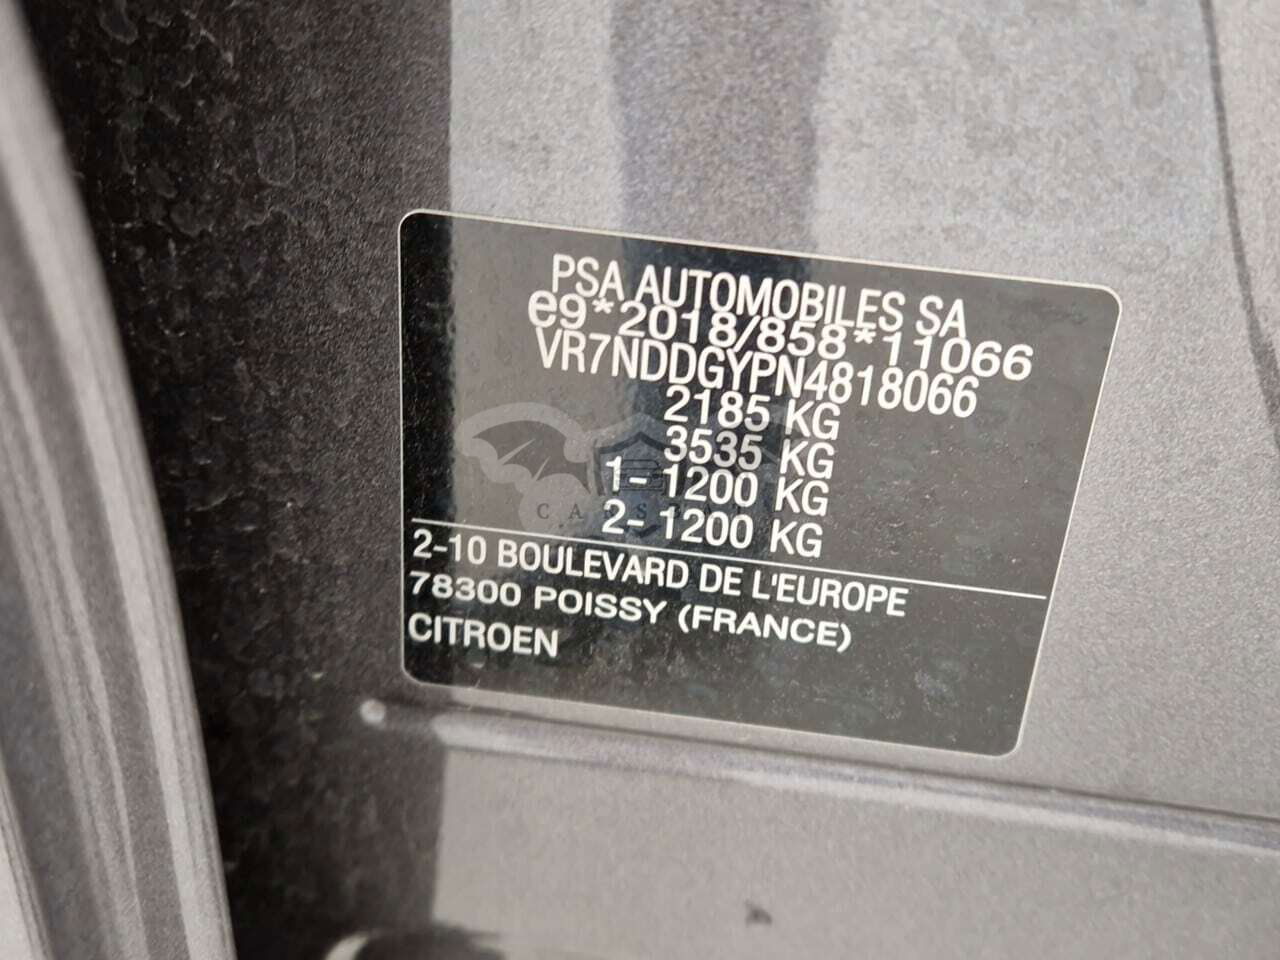 PSA AUTOMOBILES SA
e9*2018/858*11066
VR7NDDGYPN4818066
2185 KG
3535 KG
1- 1200 KG
2- 1200 KG
2-10 BOULEVARD DE L'EUROPE
78300 POISSY (FRANCE)
CITROEN